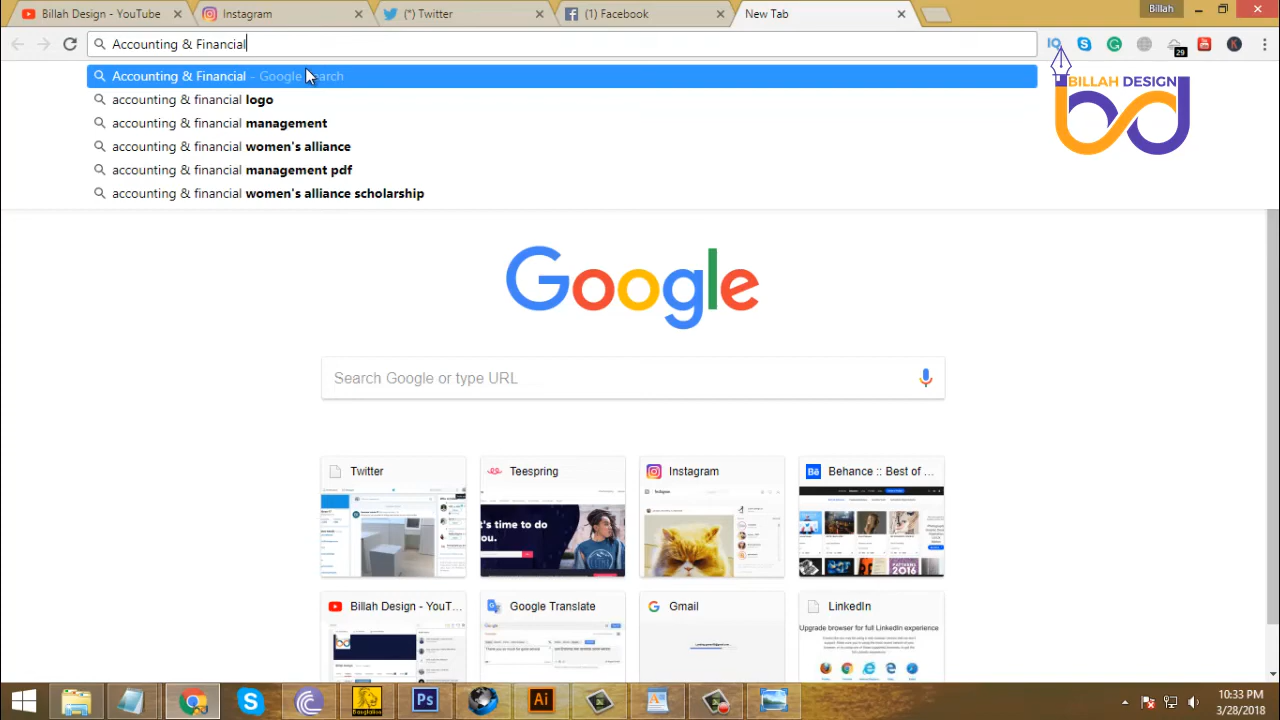 Billah Design - YouTube
Instagram
(*) Twitter
(1) Facebook
New Tab
Billah
Accounting & Financial
29
Accounting & Financial - Google Search
accounting & financial logo
accounting & financial management
accounting & financial women's alliance
accounting & financial management pdf
accounting & financial women's alliance scholarship
BILLAH DESIGN
Google
Search Google or type URL
Twitter
Teespring
Instagram
Behance :: Best of ...
Billah Design - YouT...
Google Translate
Gmail
LinkedIn
Upgrade browser for full LinkedIn experience
Ps
Ai
10:33 PM
3/28/2018